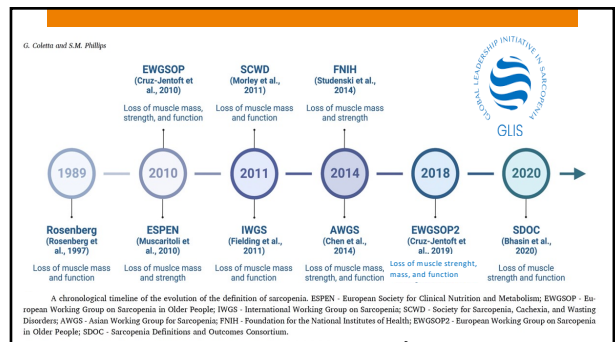 G. Coletta and S.M. Phillips
EWGSOP
(Cruz-Jentoft et
al., 2010)
Loss of muscle mass,
strength, and function
SCWD
(Morley et al.,
2011)
Loss of muscle mass
and function
FNIH
(Studenski et al.,
2014)
Loss of muscle mass
and strength
GLOBAL LEADERSHIP INITIATIVE IN SARCOPENIA
GLIS
1989
2010
2011
2014
2018
2020
Rosenberg
(Rosenberg et
al., 1997)
Loss of muscle mass
and function
ESPEN
(Muscaritoli et
al., 2010)
Loss of muslce mass
and strength
IWGS
(Fielding et al.,
2011)
Loss of muscle mass
and function
AWGS
(Chen et al.,
2014)
Loss of muscle mass,
strength, and function
EWGSOP2
(Cruz-Jentoft et
al., 2019)
Loss of muscle strenght,
mass, and function
SDOC
(Bhasin et al.,
2020)
Loss of muscle
strength and function
A chronological timeline of the evolution of the definition of sarcopenia. ESPEN - European Society for Clinical Nutrition and Metabolism; EWGSOP - Eu-
ropean Working Group on Sarcopenia in Older People; IWGS - International Working Group on Sarcopenia; SCWD - Society for Sarcopenia, Cachexia, and Wasting
Disorders; AWGS - Asian Working Group for Sarcopenia; FNIH - Foundation for the National Institutes of Health; EWGSOP2 - European Working Group on Sarcopenia
in Older People; SDOC - Sarcopenia Definitions and Outcomes Consortium.